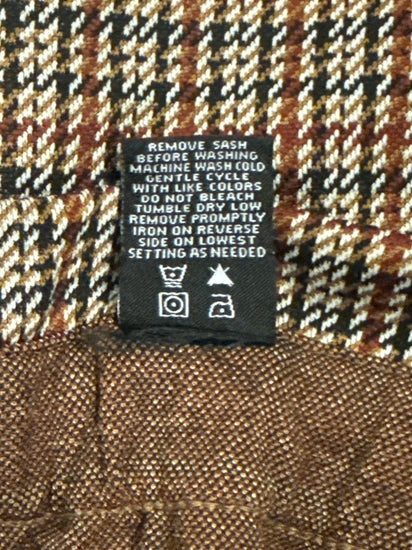 REMOVE SASH
BEFORE WASHING
MACHINE WASH COLD
GENTLE CYCLE
WITH LIKE COLORS
DO NOT BLEACH
TUMBLE DRY LOW
REMOVE PROMPTLY
IRON ON REVERSE
SIDE ON LOWEST
SETTING AS NEEDED